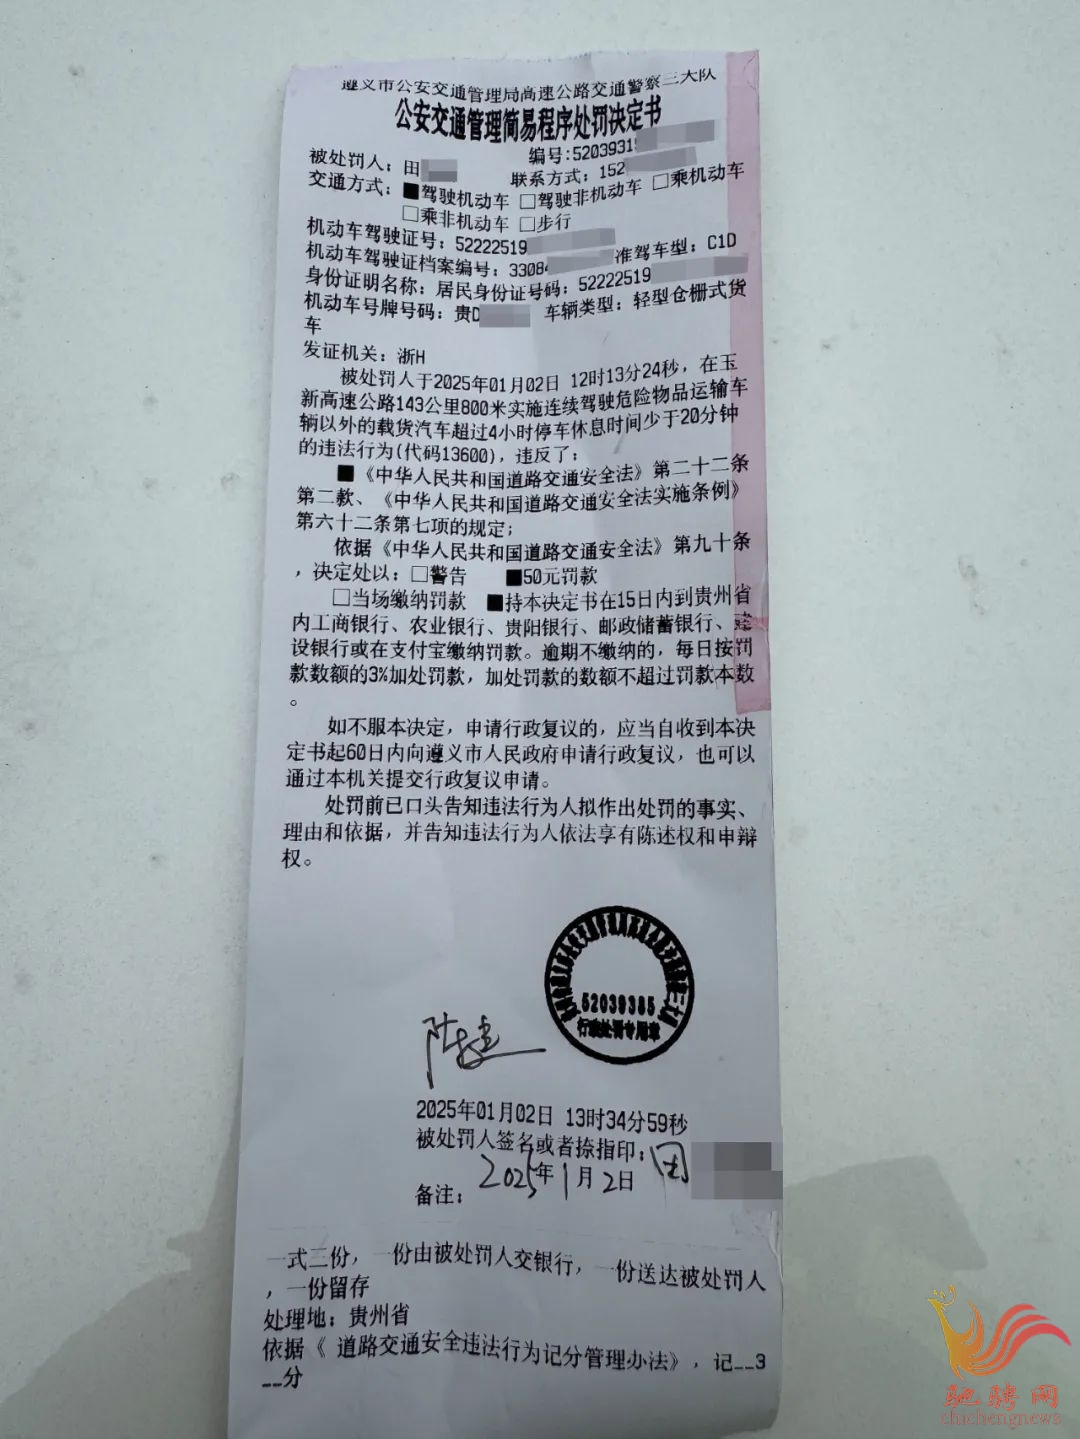 遵义市公安交通管理局高速公路交通警察三大队
公安交通管理简易程序处罚决定书
编号:5203931
被处罚人：田
联系方式：152
交通方式：■驾驶机动车 □驾驶非机动车 □乘机动车
□乘非机动车 □步行
机动车驾驶证号：52222519
机动车驾驶证档案编号：3308 准驾车型：C1D
身份证明名称：居民身份证号码：52222519
机动车号牌号码：贵D 车辆类型：轻型仓栅式货
车
发证机关：浙H
被处罚人于2025年01月02日 12时13分24秒，在玉
新高速公路143公里800米实施连续驾驶危险物品运输车
辆以外的载货汽车超过4小时停车休息时间少于20分钟
的违法行为(代码13600)，违反了：
■《中华人民共和国道路交通安全法》第二十二条
第二款、《中华人民共和国道路交通安全法实施条例》
第六十二条第七项的规定；
依据《中华人民共和国道路交通安全法》第九十条
，决定处以：□警告 ■50元罚款
□当场缴纳罚款 ■持本决定书在15日内到贵州省
内工商银行、农业银行、贵阳银行、邮政储蓄银行、建
设银行或在支付宝缴纳罚款。逾期不缴纳的，每日按罚
款数额的3%加处罚款，加处罚款的数额不超过罚款本数
。
如不服本决定，申请行政复议的，应当自收到本决
定书起60日内向遵义市人民政府申请行政复议，也可以
通过本机关提交行政复议申请。
处罚前已口头告知违法行为人拟作出处罚的事实、
理由和依据，并告知违法行为人依法享有陈述权和申辩
权。
52039385
行政处罚专用章
2025年01月02日 13时34分59秒
被处罚人签名或者捺指印：田
2025年1月2日
备注：
一式三份，一份由被处罚人交银行，一份送达被处罚人
，一份留存
处理地：贵州省
依据《 道路交通安全违法行为记分管理办法》，记__3
__分
驰骋网
chichengnews